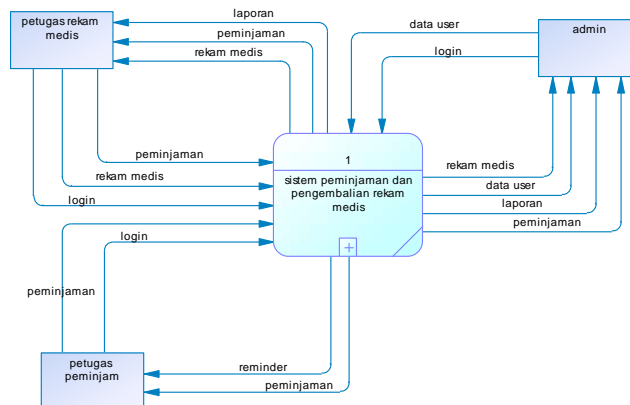 petugas rekam
medis
laporan
peminjaman
rekam medis
data user
login
admin
peminjaman
rekam medis
login
1
sistem peminjaman dan
pengembalian rekam
medis
rekam medis
data user
laporan
peminjaman
login
peminjaman
petugas
peminjam
reminder
peminjaman